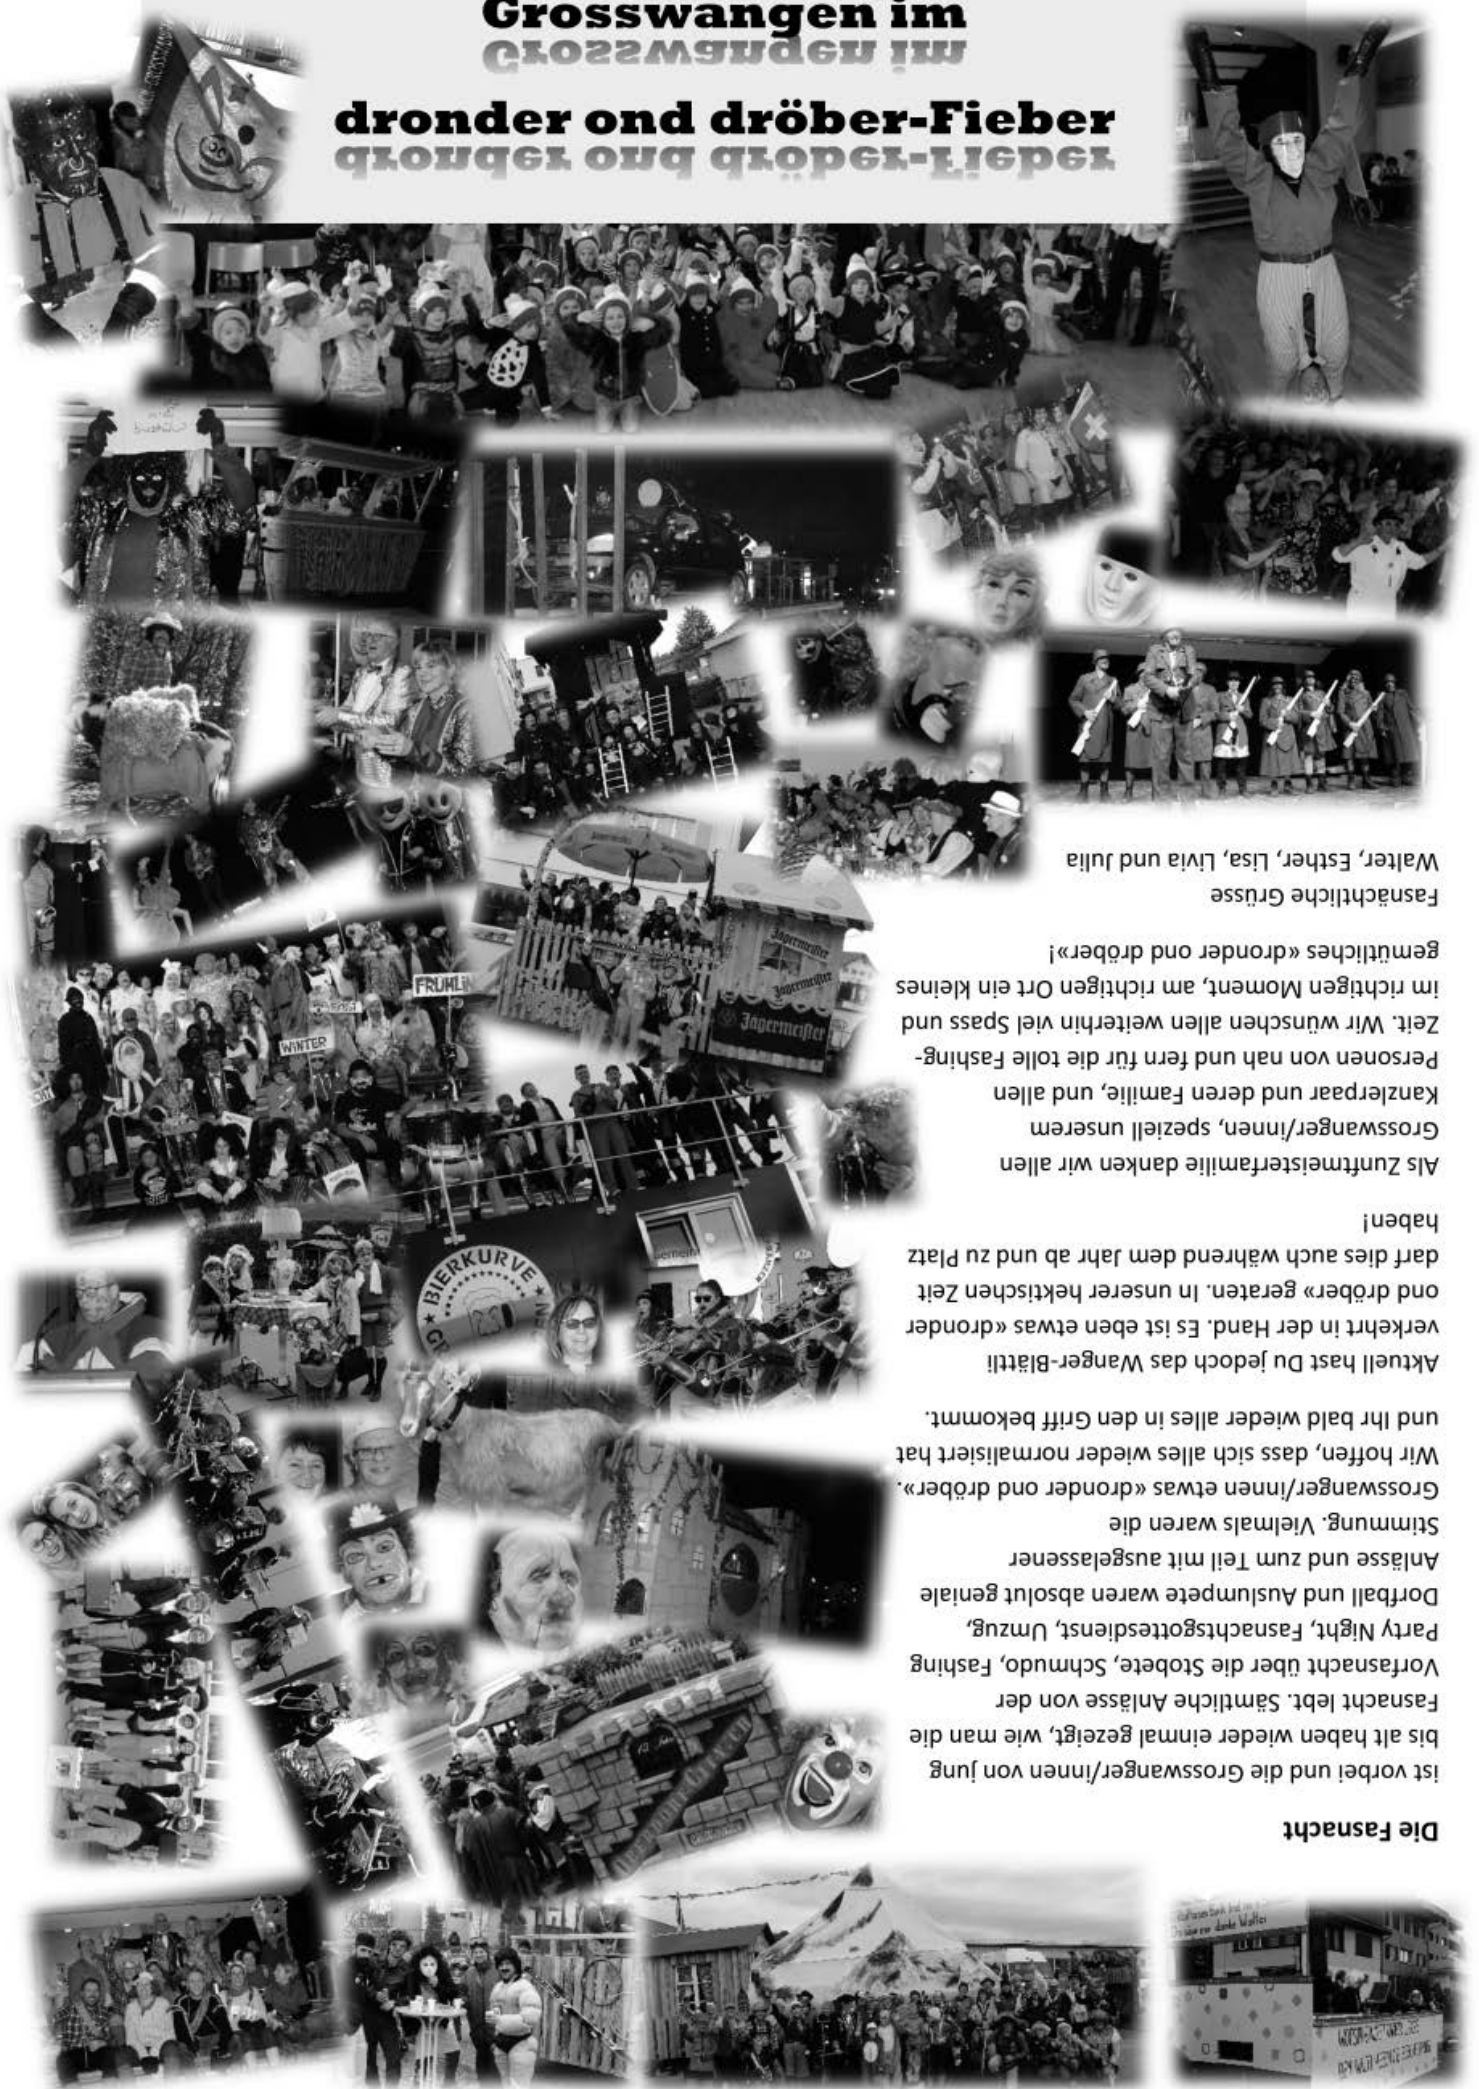 Grosswangen im
dronder ond dröber-Fieber
Die Fasnacht
ist vorbei und die Grosswanger/innen von jung
bis alt haben wieder einmal gezeigt, wie man die
Fasnacht lebt. Sämtliche Anlässe von der
Vorfasnacht über die Stobete, Schmudo, Fashing
Party Night, Fasnachtsgottesdienst, Umzug,
Dorfball und Auslumpete waren absolut geniale
Anlässe und zum Teil mit ausgelassener
Stimmung. Vielmals waren die
Grosswanger/innen etwas «dronder ond dröber».
Wir hoffen, dass sich alles wieder normalisiert hat
und Ihr bald wieder alles in den Griff bekommt.
Aktuell hast Du jedoch das Wanger-Blättli
verkehrt in der Hand. Es ist eben etwas «dronder
ond dröber» geraten. In unserer hektischen Zeit
darf dies auch während dem Jahr ab und zu Platz
haben!
Als Zunftmeisterfamilie danken wir allen
Grosswanger/innen, speziell unserem
Kanzlerpaar und deren Familie, und allen
Personen von nah und fern für die tolle Fashing-
Zeit. Wir wünschen allen weiterhin viel Spass und
im richtigen Moment, am richtigen Ort ein kleines
gemütliches «dronder ond dröber»!
Fasnächtliche Grüsse
Walter, Esther, Lisa, Livia und Julia
WINTER
Jägermeister
Jägermeister
Jägermeister
BIERKURVE